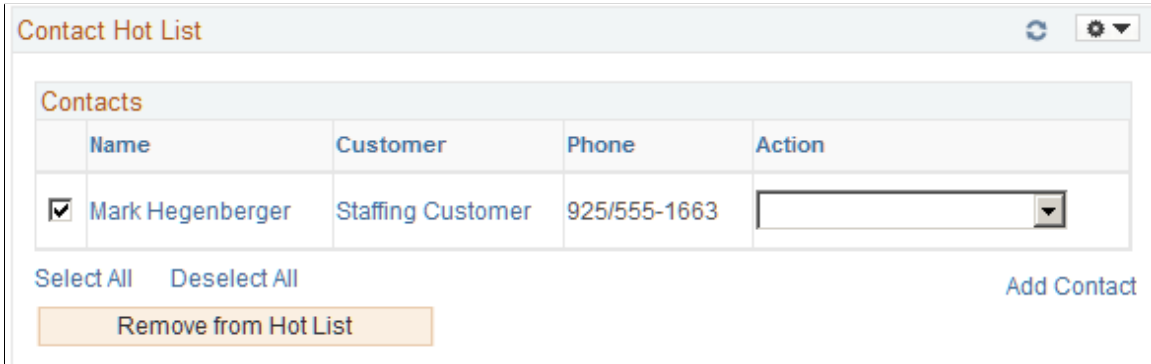 Contact Hot List
Contacts
Name Customer Phone Action
Mark Hegenberger Staffing Customer 925/555-1663
Select All Deselect All Add Contact
Remove from Hot List